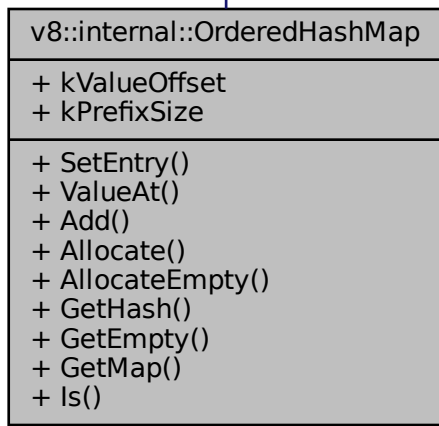 v8::internal::OrderedHashMap
+ kValueOffset
+ kPrefixSize
+ SetEntry()
+ ValueAt()
+ Add()
+ Allocate()
+ AllocateEmpty()
+ GetHash()
+ GetEmpty()
+ GetMap()
+ Is()